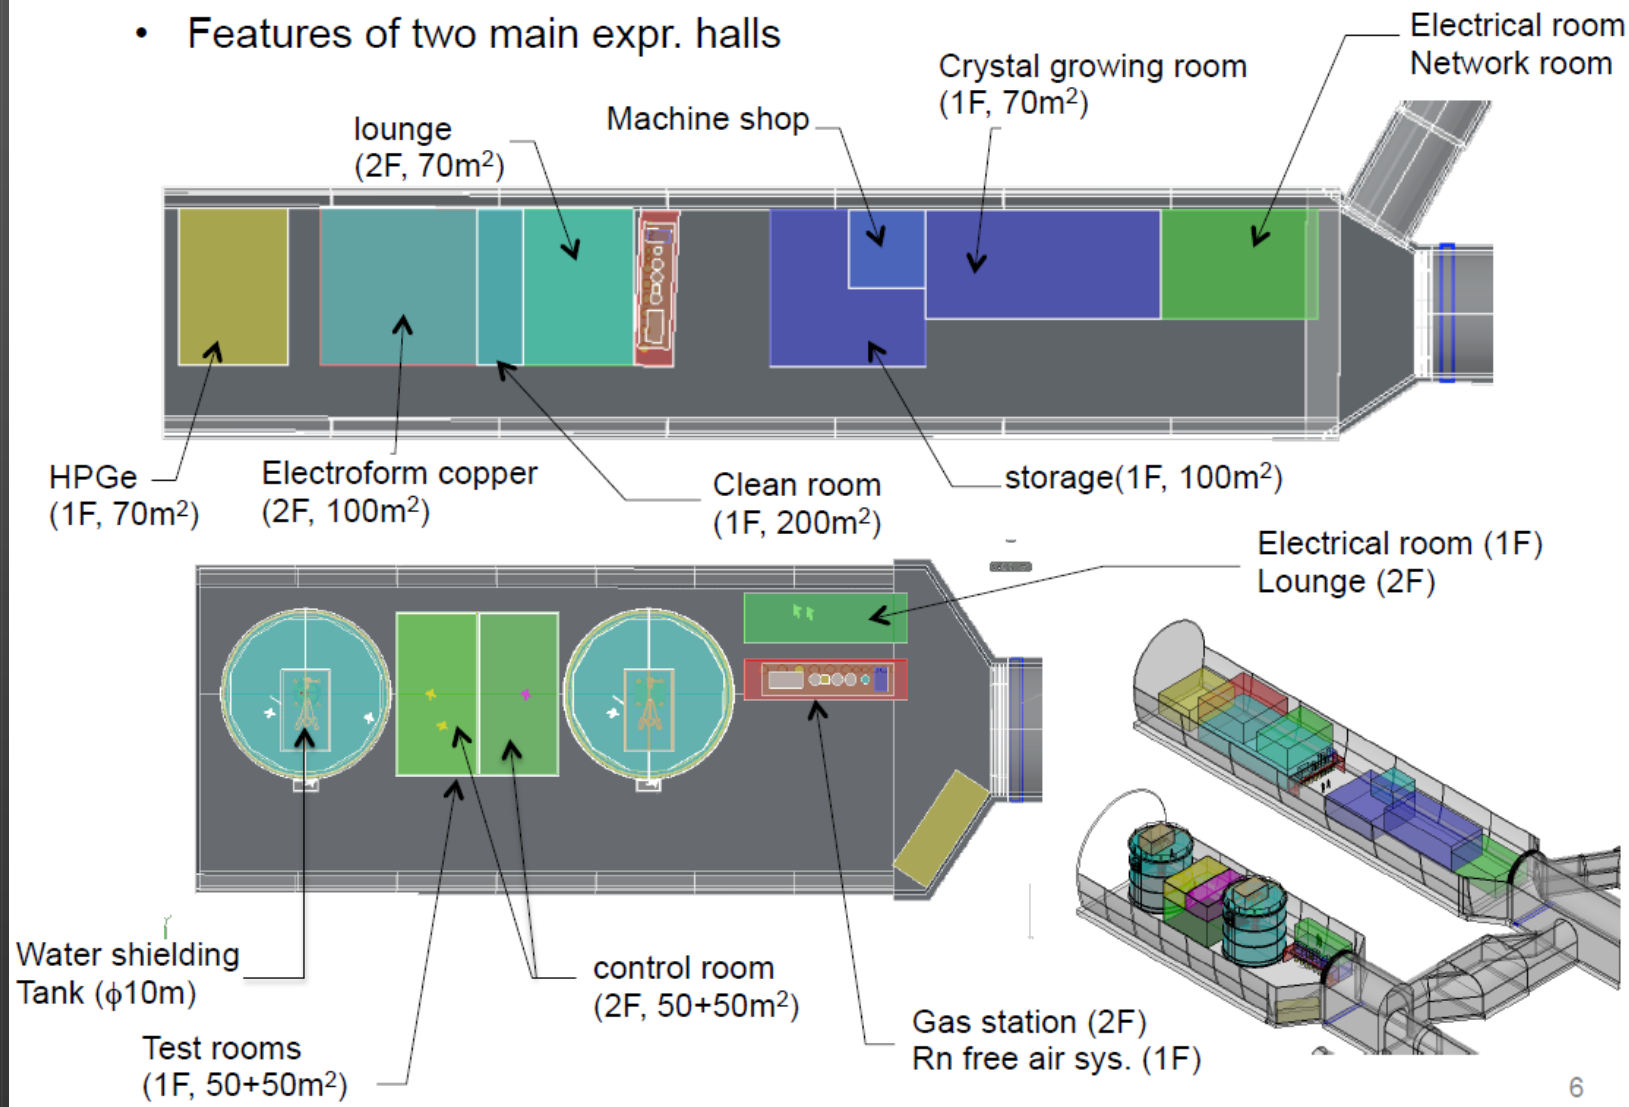 • Features of two main expr. halls
Electrical room
Network room
Crystal growing room
(1F, 70m²)
Machine shop
lounge
(2F, 70m²)
HPGe
(1F, 70m²)
Electroform copper
(2F, 100m²)
Clean room
(1F, 200m²)
storage(1F, 100m²)
Electrical room (1F)
Lounge (2F)
Water shielding
Tank (ϕ10m)
control room
(2F, 50+50m²)
Test rooms
(1F, 50+50m²)
Gas station (2F)
Rn free air sys. (1F)
6